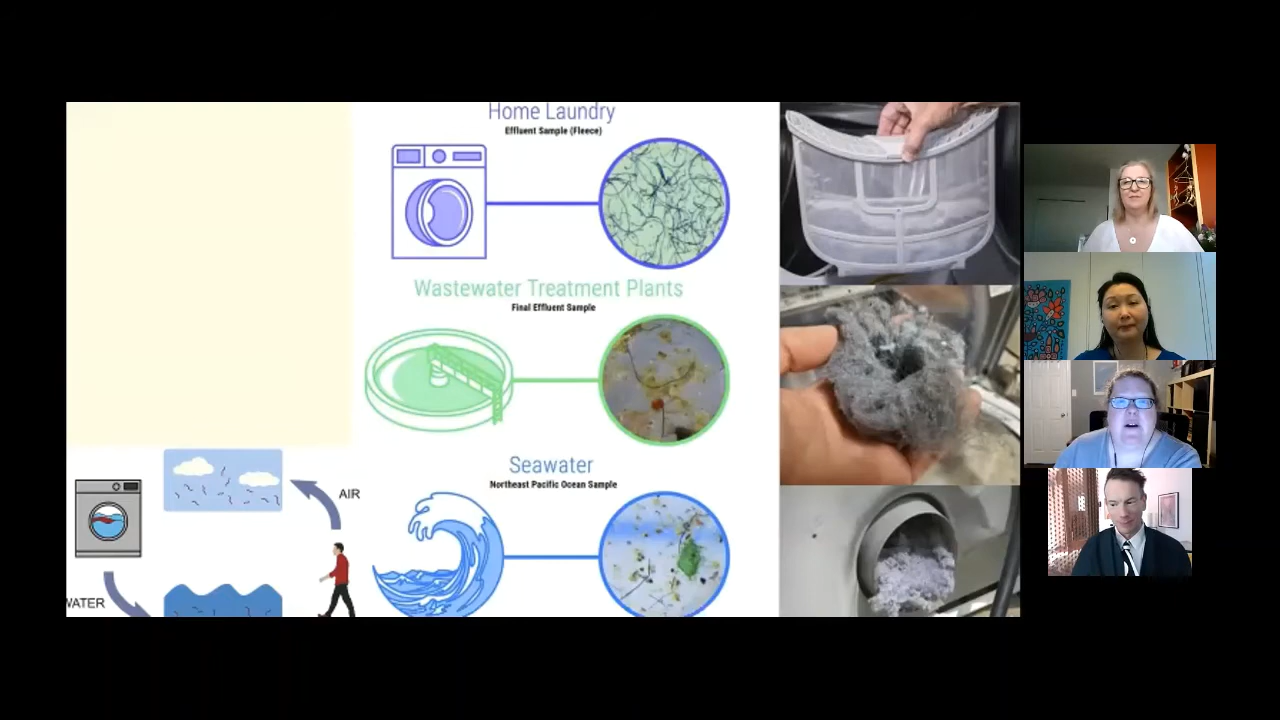 Home Laundry
Effluent Sample (Fleece)
Wastewater Treatment Plants
Final Effluent Sample
Seawater
Northeast Pacific Ocean Sample
AIR
WATER